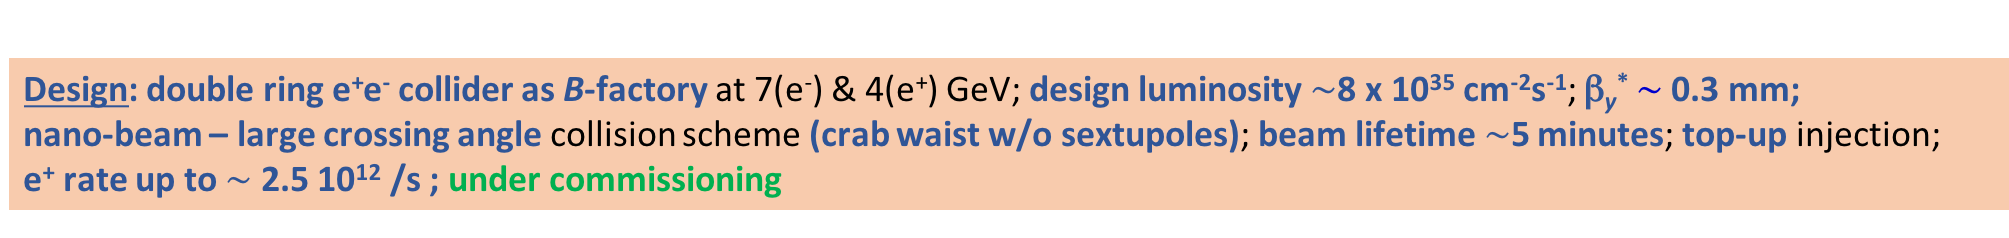 Design: double ring e⁺e⁻ collider as B-factory at 7(e⁻) & 4(e⁺) GeV; design luminosity ~8 x 10³⁵ cm⁻²s⁻¹; βy* ~ 0.3 mm;
nano-beam – large crossing angle collision scheme (crab waist w/o sextupoles); beam lifetime ~5 minutes; top-up injection;
e⁺ rate up to ~ 2.5 10¹² /s ; under commissioning